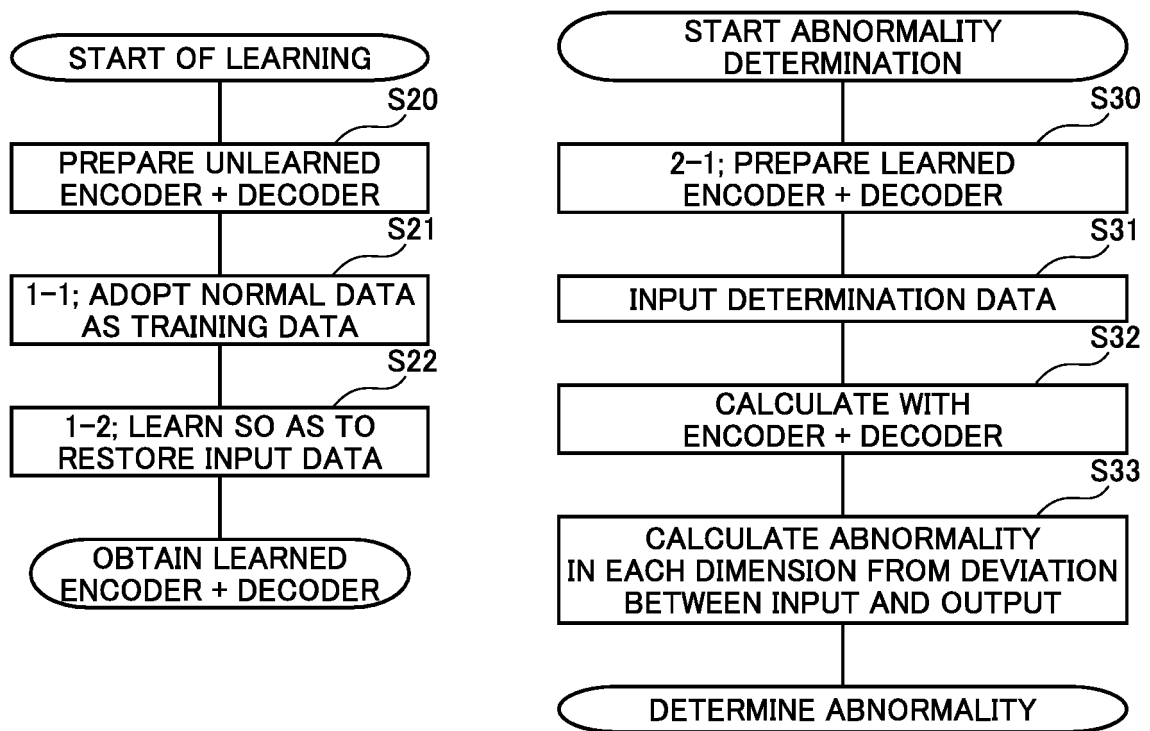 START OF LEARNING
S20
PREPARE UNLEARNED
ENCODER + DECODER
S21
1-1; ADOPT NORMAL DATA
AS TRAINING DATA
S22
1-2; LEARN SO AS TO
RESTORE INPUT DATA
OBTAIN LEARNED
ENCODER + DECODER
START ABNORMALITY
DETERMINATION
S30
2-1; PREPARE LEARNED
ENCODER + DECODER
S31
INPUT DETERMINATION DATA
S32
CALCULATE WITH
ENCODER + DECODER
S33
CALCULATE ABNORMALITY
IN EACH DIMENSION FROM DEVIATION
BETWEEN INPUT AND OUTPUT
DETERMINE ABNORMALITY